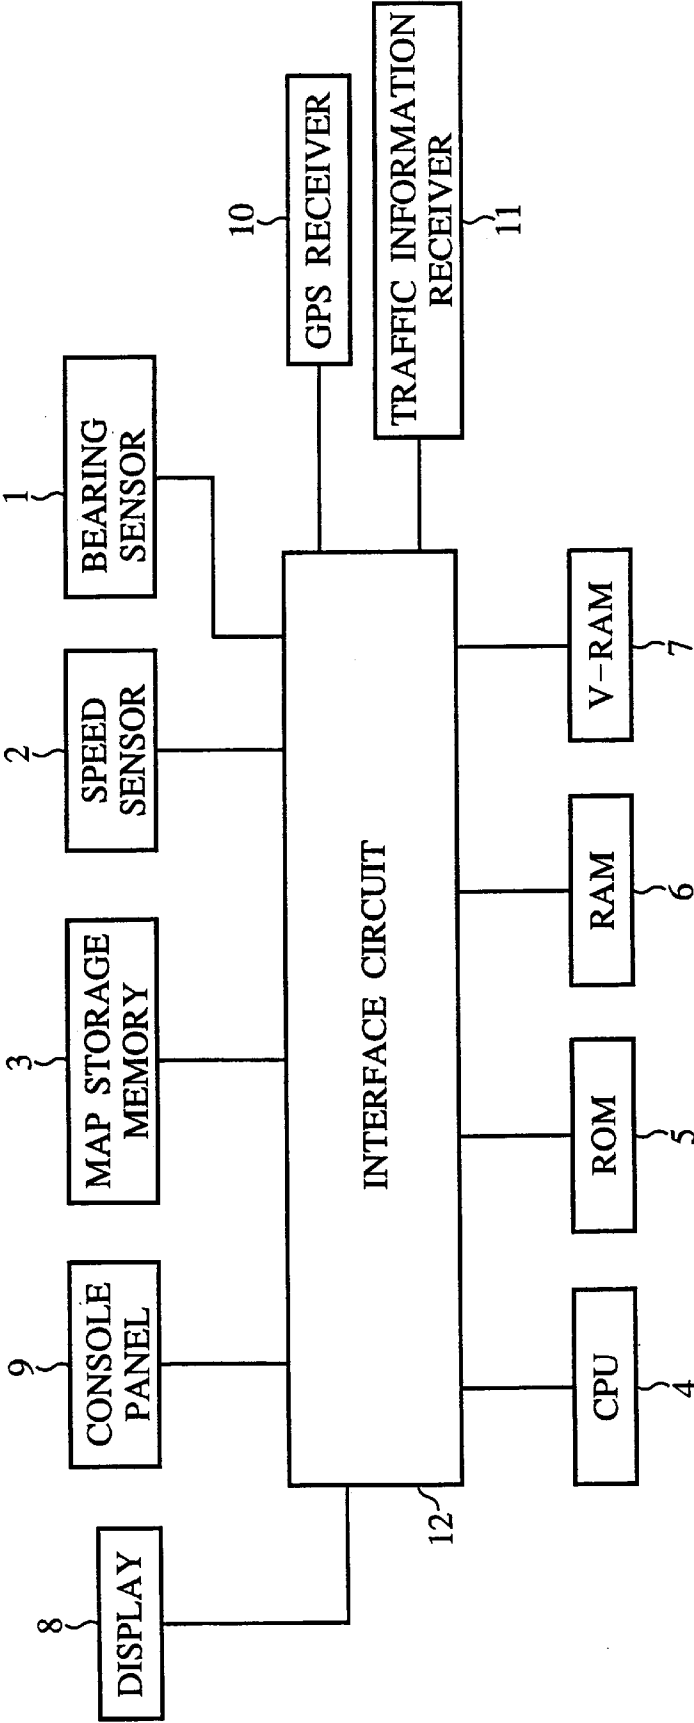 8
DISPLAY
9
CONSOLE
PANEL
3
MAP STORAGE
MEMORY
2
SPEED
SENSOR
1
BEARING
SENSOR
10
GPS RECEIVER
TRAFFIC INFORMATION
RECEIVER
11
INTERFACE CIRCUIT
12
CPU
4
ROM
5
RAM
6
V-RAM
7